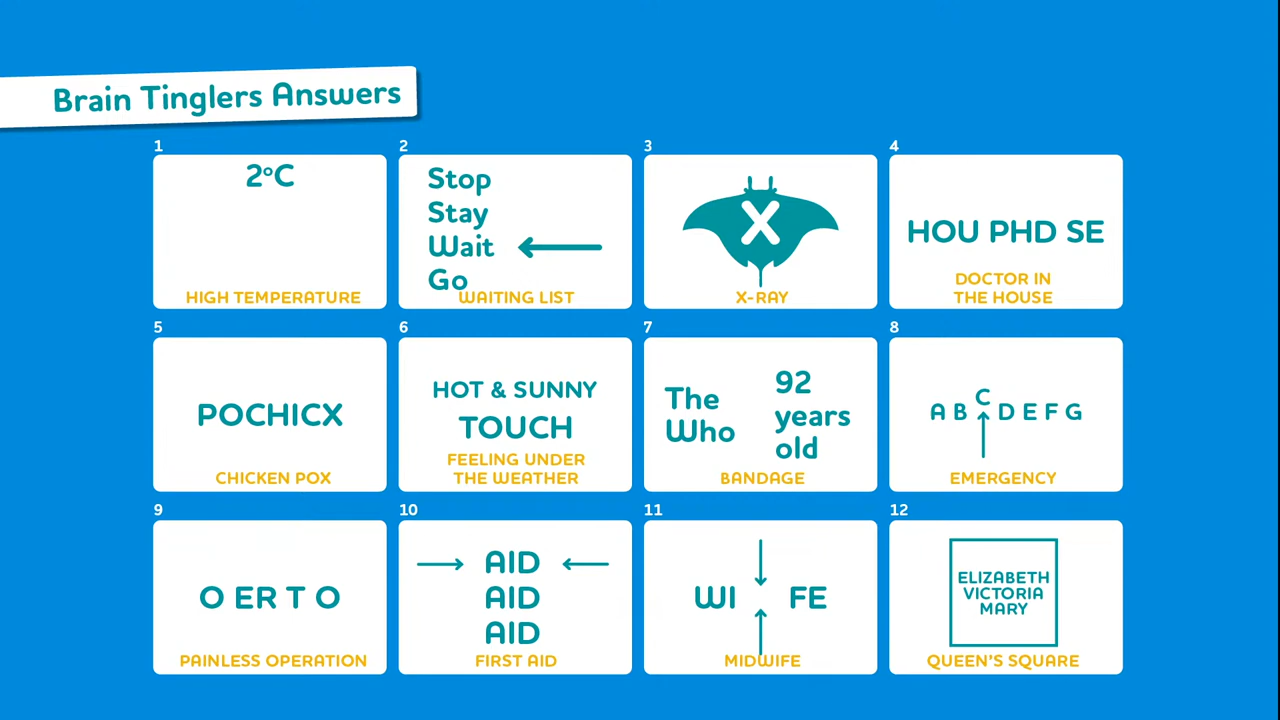 Brain Tinglers Answers
1
2°C
HIGH TEMPERATURE
2
Stop
Stay
Wait
Go
WAITING LIST
3
X
X-RAY
4
HOU PHD SE
DOCTOR IN
THE HOUSE
5
POCHICX
CHICKEN POX
6
HOT & SUNNY
TOUCH
FEELING UNDER
THE WEATHER
7
The
Who
92
years
old
BANDAGE
8
A B C D E F G
EMERGENCY
9
O ER T O
PAINLESS OPERATION
10
AID
AID
AID
FIRST AID
11
WI FE
MIDWIFE
12
ELIZABETH
VICTORIA
MARY
QUEEN'S SQUARE